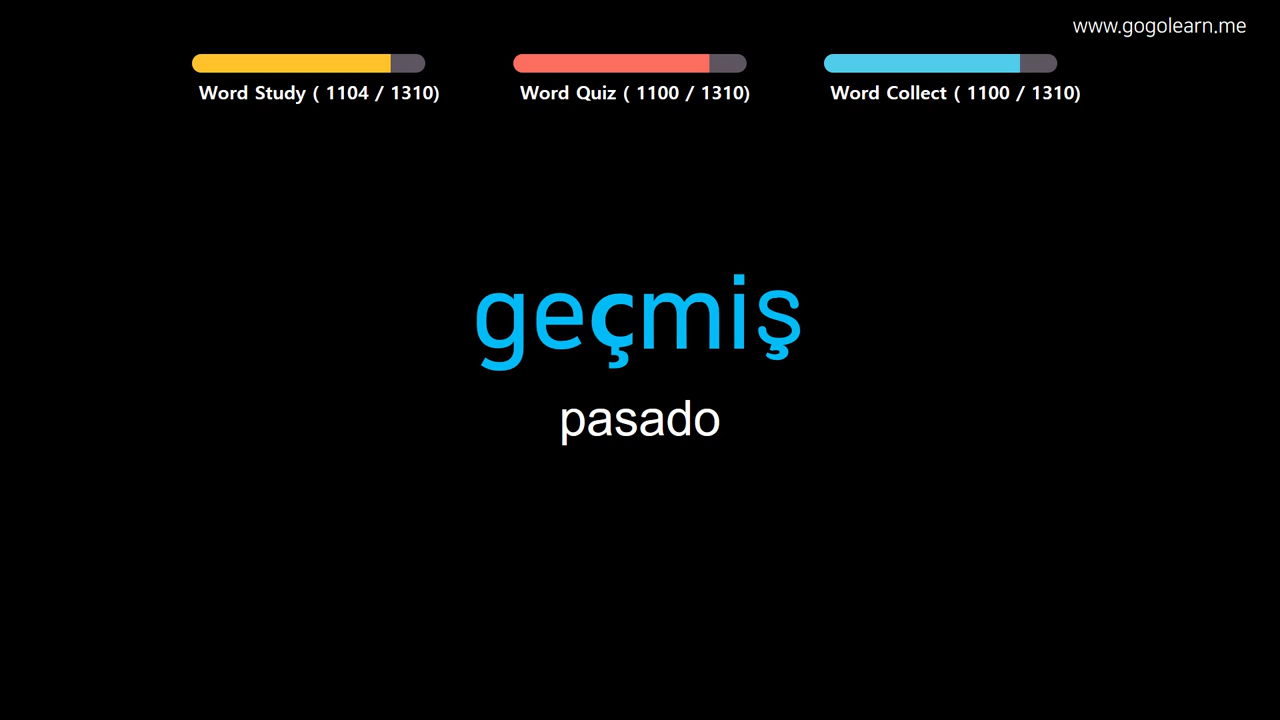 www.gogolearn.me
Word Study ( 1104 / 1310)
Word Quiz ( 1100 / 1310)
Word Collect ( 1100 / 1310)
geçmiş
pasado